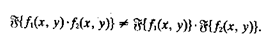 𝔉{f₁(x, y)·f₂(x, y)} ≠ 𝔉{f₁(x, y)}·𝔉{f₂(x, y)}.